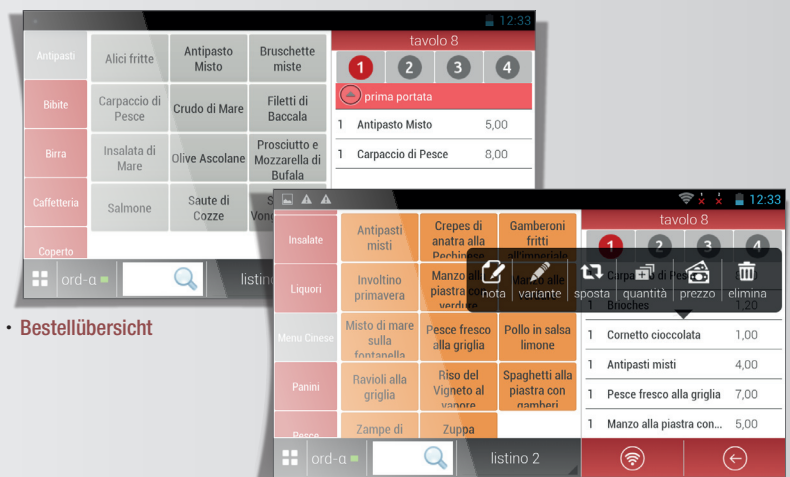 12:33
tavolo 8
Antipasti
Alici fritte
Antipasto
Misto
Bruschette
miste
1 2 3 4
prima portata
Bibite
Carpaccio di
Pesce
Crudo di Mare
Filetti di
Baccala
1 Antipasto Misto 5,00
Birra
Insalata di
Mare
Olive Ascolane
Prosciutto e
Mozzarella di
Bufala
1 Carpaccio di Pesce 8,00
Caffetteria
Salmone
Saute di
Cozze
Coperto
ord-a
12:33
tavolo 8
Insalate
Antipasti
misti
Crepes di
anatra alla
Pechinese
Gamberoni
fritti
all'imperiale
1 2 3 4
nota variante sposta quantità prezzo elimina
Liquori
Involtino
primavera
Manzo alla
piastra con
verdure
Carpaccio di Pesce
Brioches 1,20
Menu Cinese
Misto di mare
sulla
fontanella
Pesce fresco
alla griglia
Pollo in salsa
limone
1 Cornetto cioccolata 1,00
1 Antipasti misti 4,00
Panini
Ravioli alla
griglia
Riso del
Vigneto al
vapore
Spaghetti alla
piastra con
gamberi
1 Pesce fresco alla griglia 7,00
Pesce
Zampe di
Zuppa
1 Manzo alla piastra con... 5,00
ord-a
listino 2
• Bestellübersicht